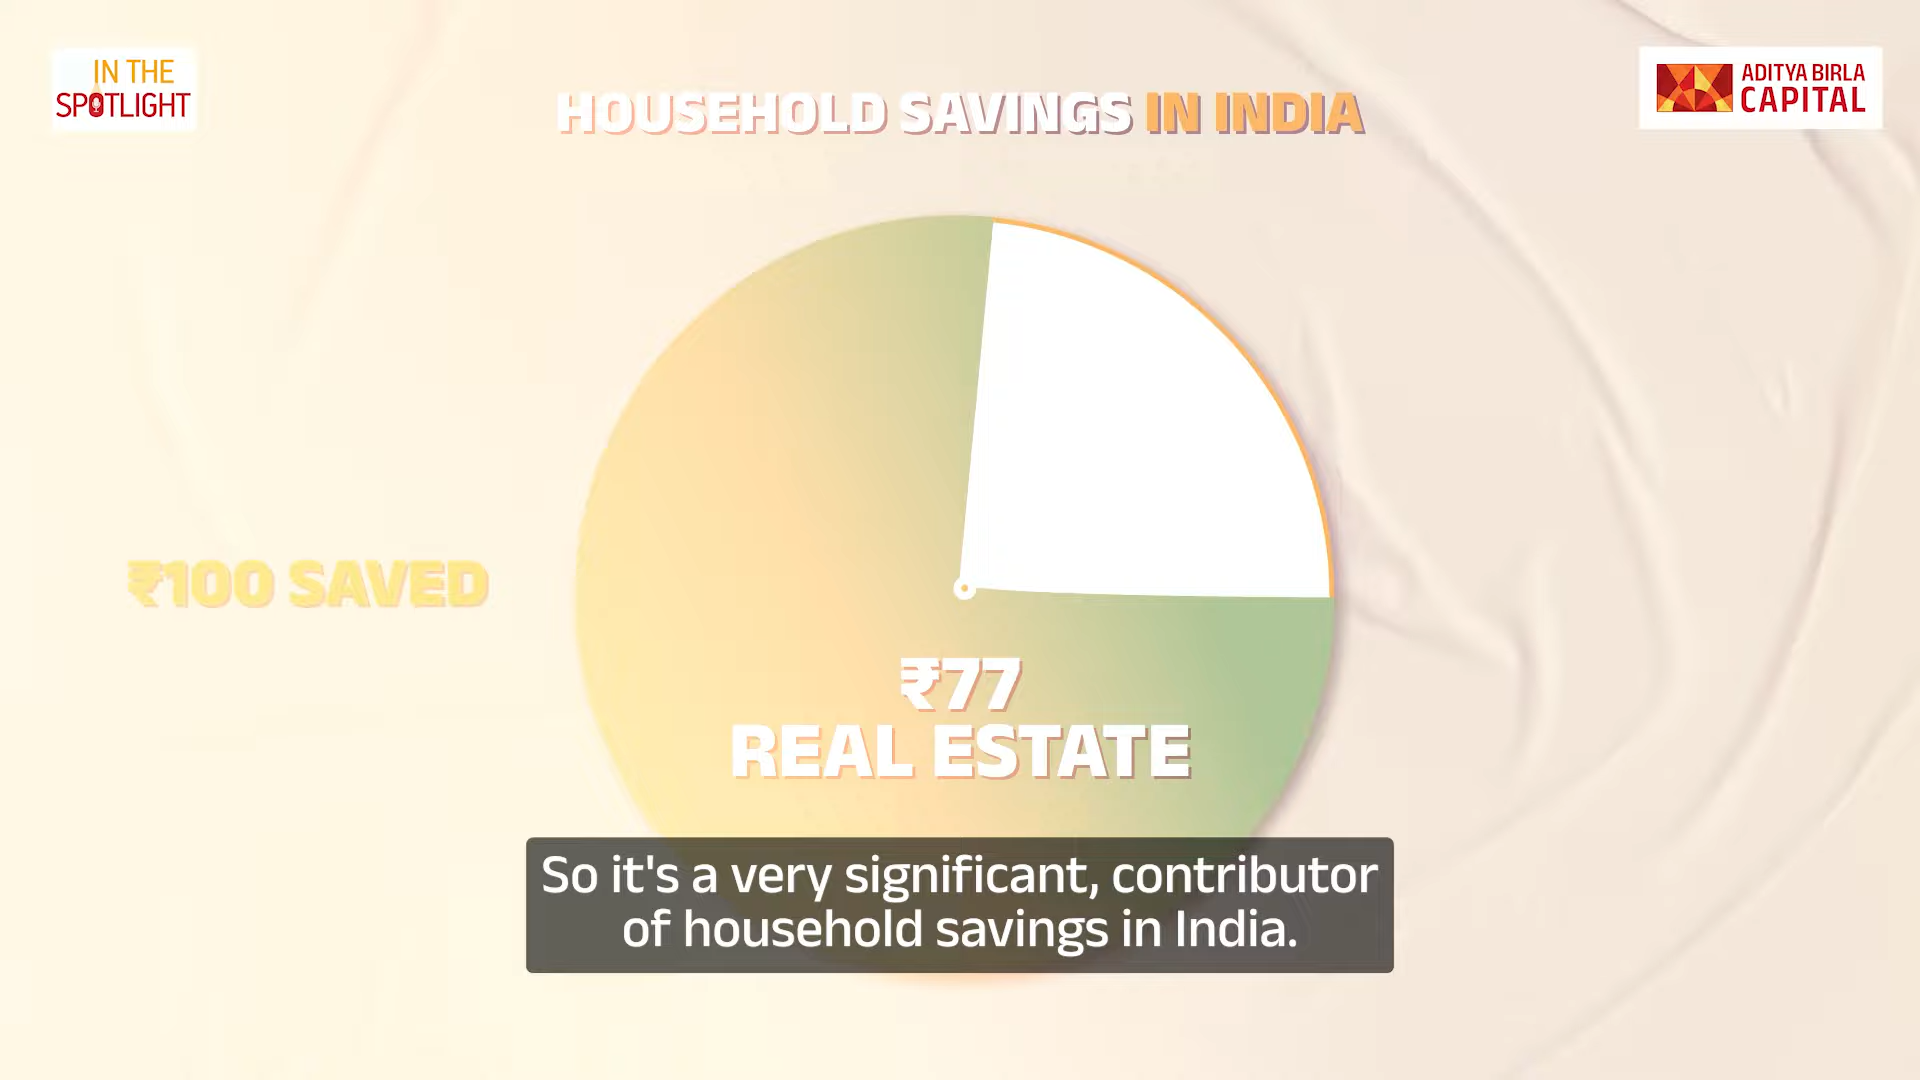 IN THE
SPOTLIGHT
HOUSEHOLD SAVINGS IN INDIA
ADITYA BIRLA
CAPITAL
₹100 SAVED
₹77
REAL ESTATE
So it's a very significant, contributor
of household savings in India.